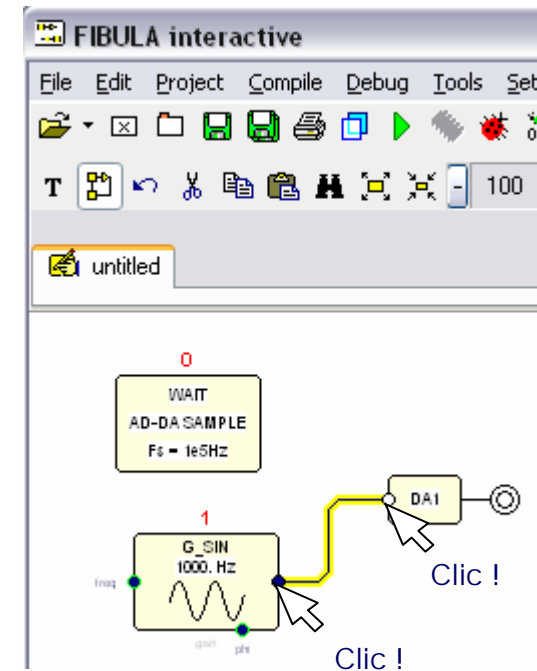 FIBULA interactive
File Edit Project Compile Debug Tools Set
T 100
untitled
0
WAIT
AD-DA SAMPLE
Fs = 1e5Hz
DA1
1
G_SIN
1000. Hz
freq
Clic !
gain
phi
Clic !